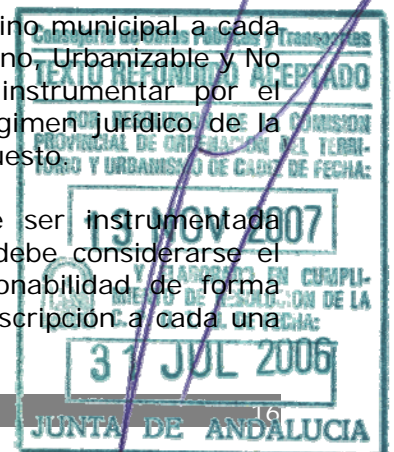 ino municipal a cada
no, Urbanizable y No
instrumentar por el
gimen jurídico de la
uesto.
e ser instrumentada
debe considerarse el
onabilidad de forma
scripción a cada una
16
Consejería de Obras Públicas y Transportes
TEXTO REFUNDIDO ACEPTADO
POR COMISION
PROVINCIAL DE ORDENACION DEL TERRI-
TORIO Y URBANISMO DE CADIZ DE FECHA:
13 NOV 2007
Y ELABORADO EN CUMPLI-
MIENTO DE RESOLUCION DE LA
FECHA:
31 JUL 2006
JUNTA DE ANDALUCIA